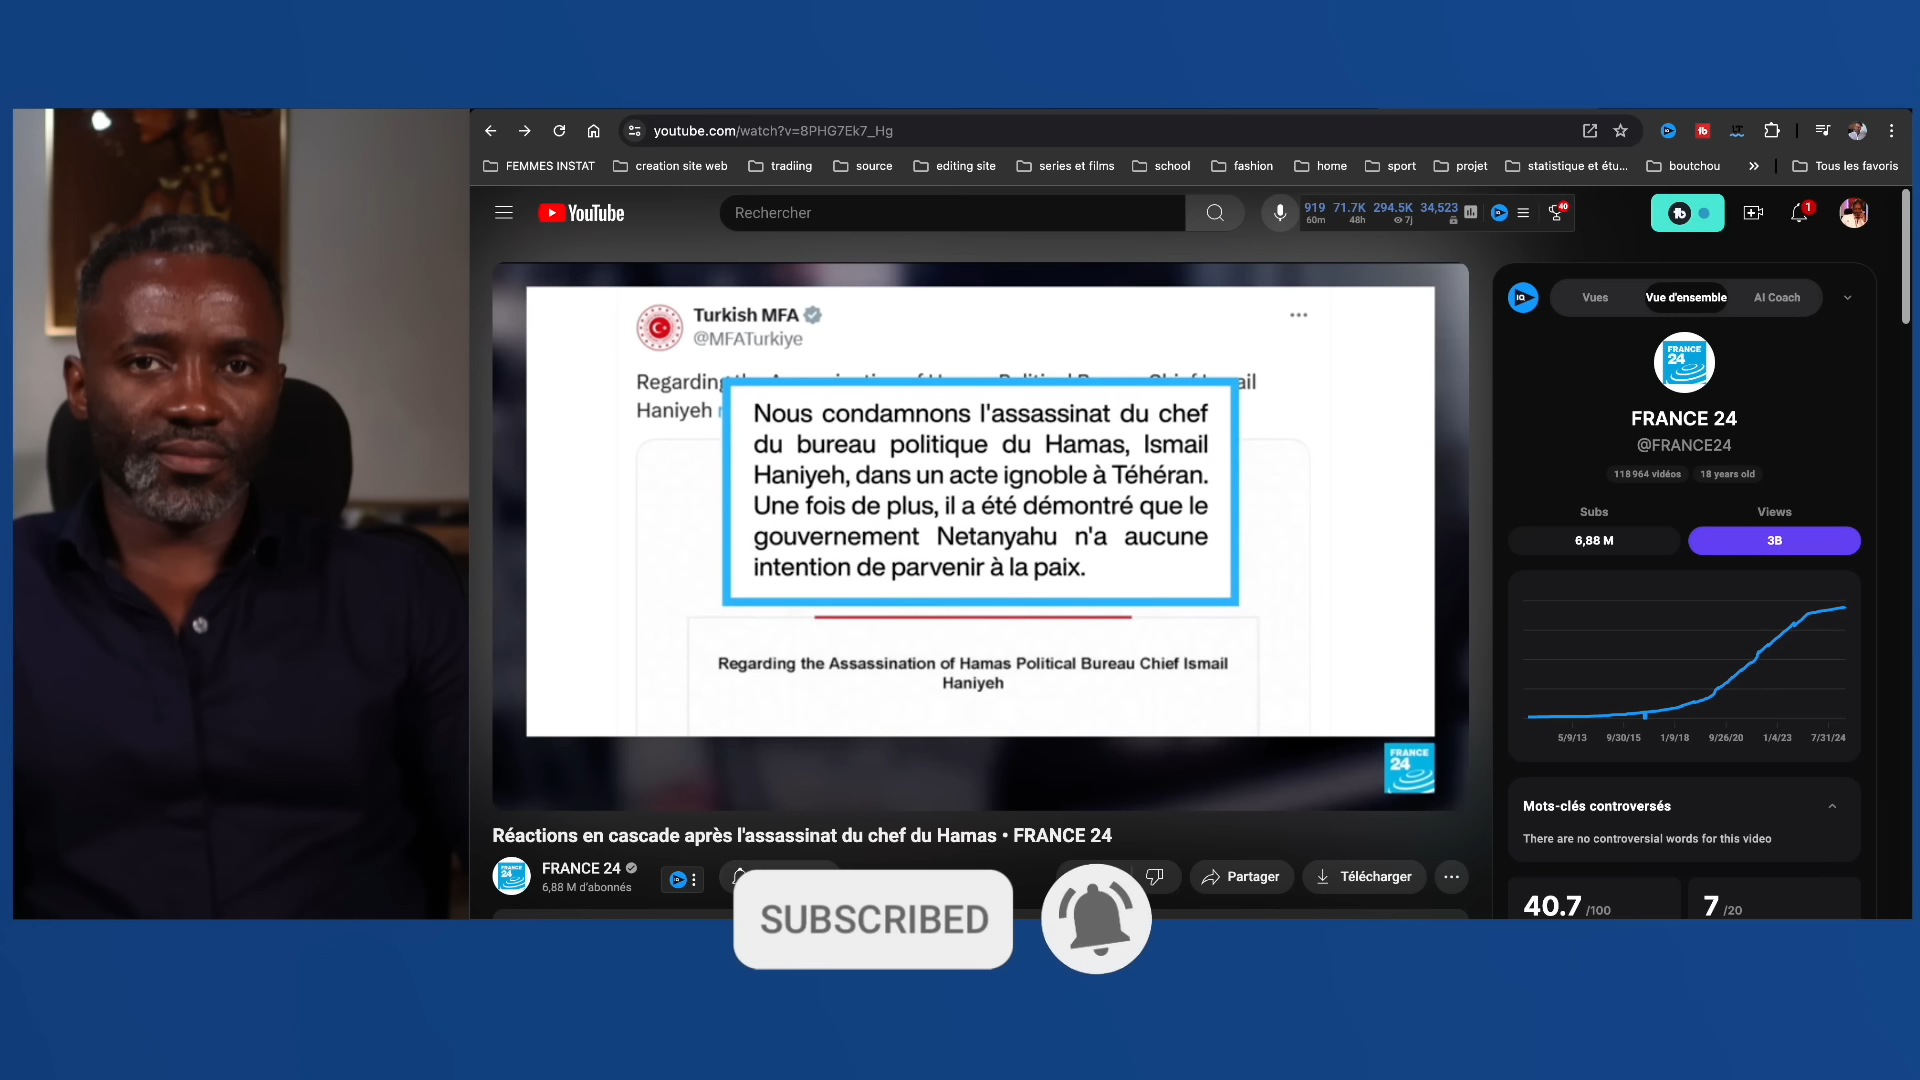 youtube.com/watch?v=8PHG7Ek7_Hg
FEMMES INSTAT creation site web tradiing source editing site series et films school fashion home sport projet statistique et étu... boutchou » Tous les favoris
YouTube
Rechercher
919 71.7K 294.5K 34,523
60m 48h 7j
40
1
Turkish MFA
@MFATurkiye
Regarding
Haniyeh
Nous condamnons l'assassinat du chef
du bureau politique du Hamas, Ismail
Haniyeh, dans un acte ignoble à Téhéran.
Une fois de plus, il a été démontré que le
gouvernement Netanyahu n'a aucune
intention de parvenir à la paix.
Regarding the Assassination of Hamas Political Bureau Chief Ismail
Haniyeh
FRANCE
24
Réactions en cascade après l'assassinat du chef du Hamas • FRANCE 24
FRANCE 24
6,88 M d'abonnés
Partager
Télécharger
SUBSCRIBED
IQ
Vues Vue d'ensemble AI Coach
FRANCE
24
FRANCE 24
@FRANCE24
118 964 vidéos 18 years old
Subs Views
6,88 M 3B
5/9/13 9/30/15 1/9/18 9/26/20 1/4/23 7/31/24
Mots-clés controversés
There are no controversial words for this video
40.7 /100 7 /20